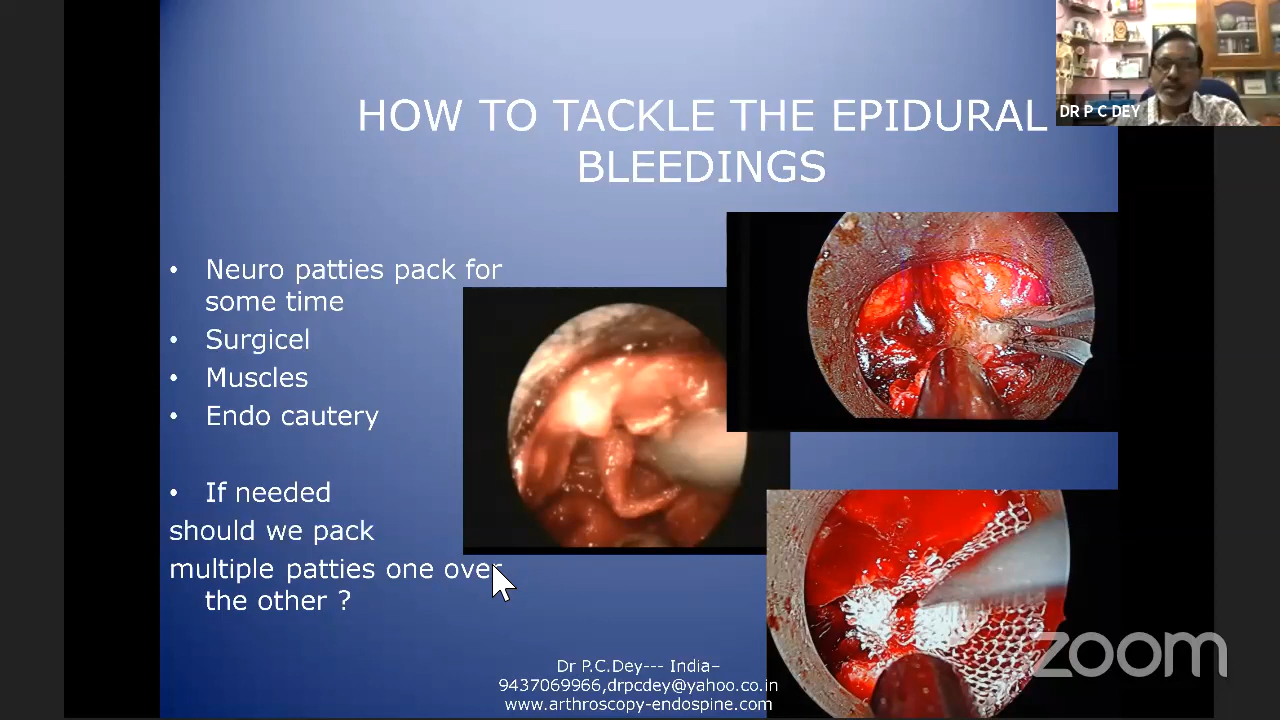 HOW TO TACKLE THE EPIDURAL
BLEEDINGS
DR P C DEY
• Neuro patties pack for
some time
• Surgicel
• Muscles
• Endo cautery
• If needed
should we pack
multiple patties one over
the other ?
Dr P.C.Dey--- India–
9437069966,drpcdey@yahoo.co.in
www.arthroscopy-endospine.com
zoom